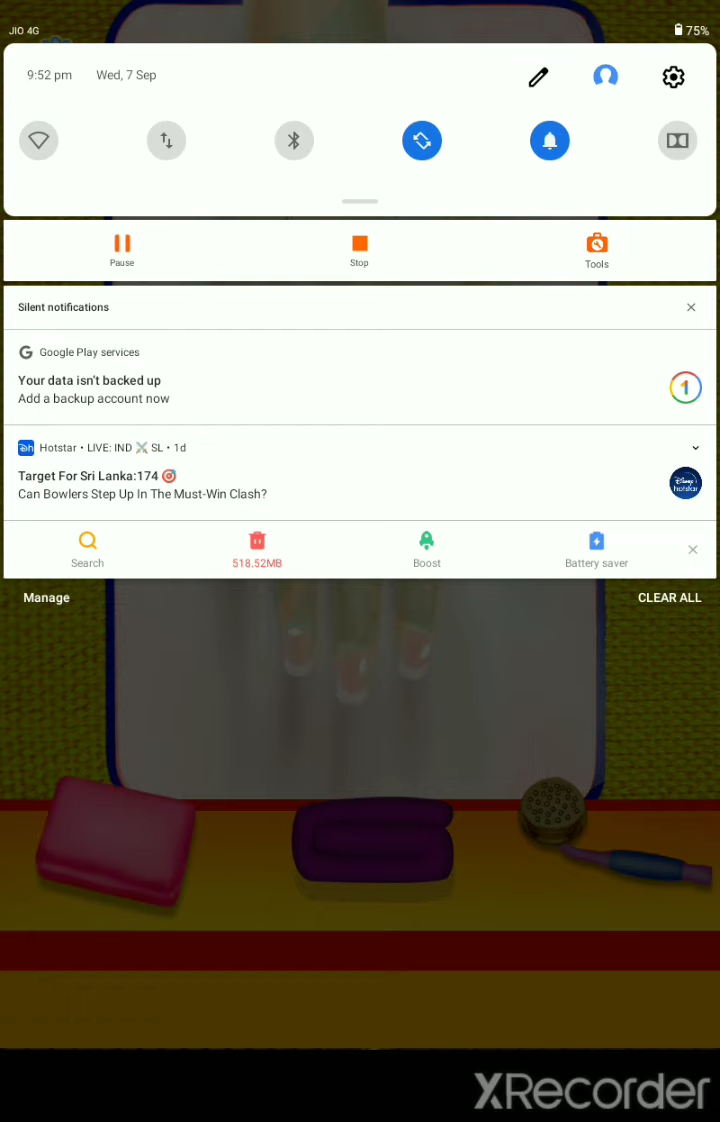 JIO 4G
75%
9:52 pm Wed, 7 Sep
Pause Stop Tools
Silent notifications
Google Play services
Your data isn't backed up
Add a backup account now
Hotstar • LIVE: IND ⚔️ SL • 1d
Target For Sri Lanka:174 🎯
Can Bowlers Step Up In The Must-Win Clash?
Disney+
hotstar
Search 518.52MB Boost Battery saver
Manage CLEAR ALL
XRecorder